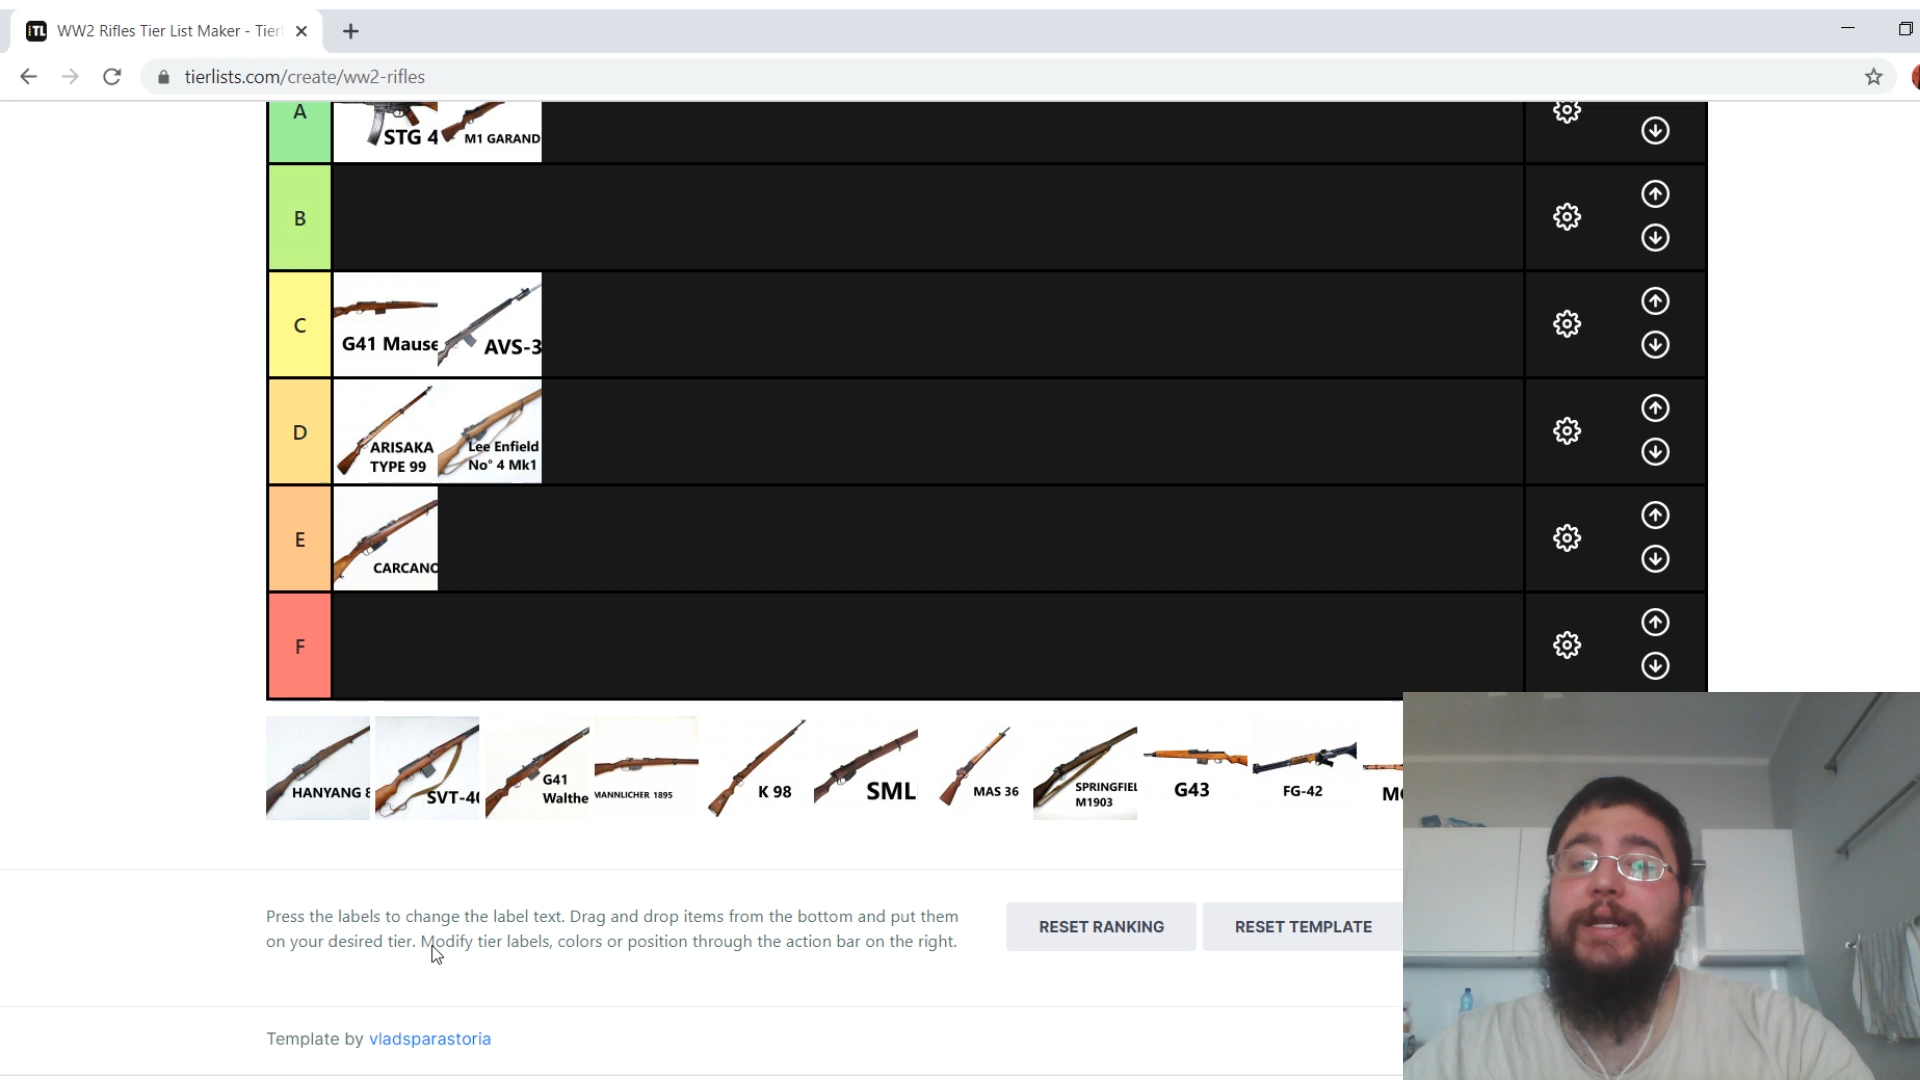 WW2 Rifles Tier List Maker - Tier
tierlists.com/create/ww2-rifles
A
STG 4
M1 GARAND
B
C
G41 Mause
AVS-3
D
ARISAKA
TYPE 99
Lee Enfield
No° 4 Mk1
E
CARCANO
F
HANYANG 8
SVT-40
G41
Walthe
MANNLICHER 1895
K 98
SML
MAS 36
SPRINGFIEL
M1903
G43
FG-42
Press the labels to change the label text. Drag and drop items from the bottom and put them
on your desired tier. Modify tier labels, colors or position through the action bar on the right.
RESET RANKING
RESET TEMPLATE
Template by vladsparastoria